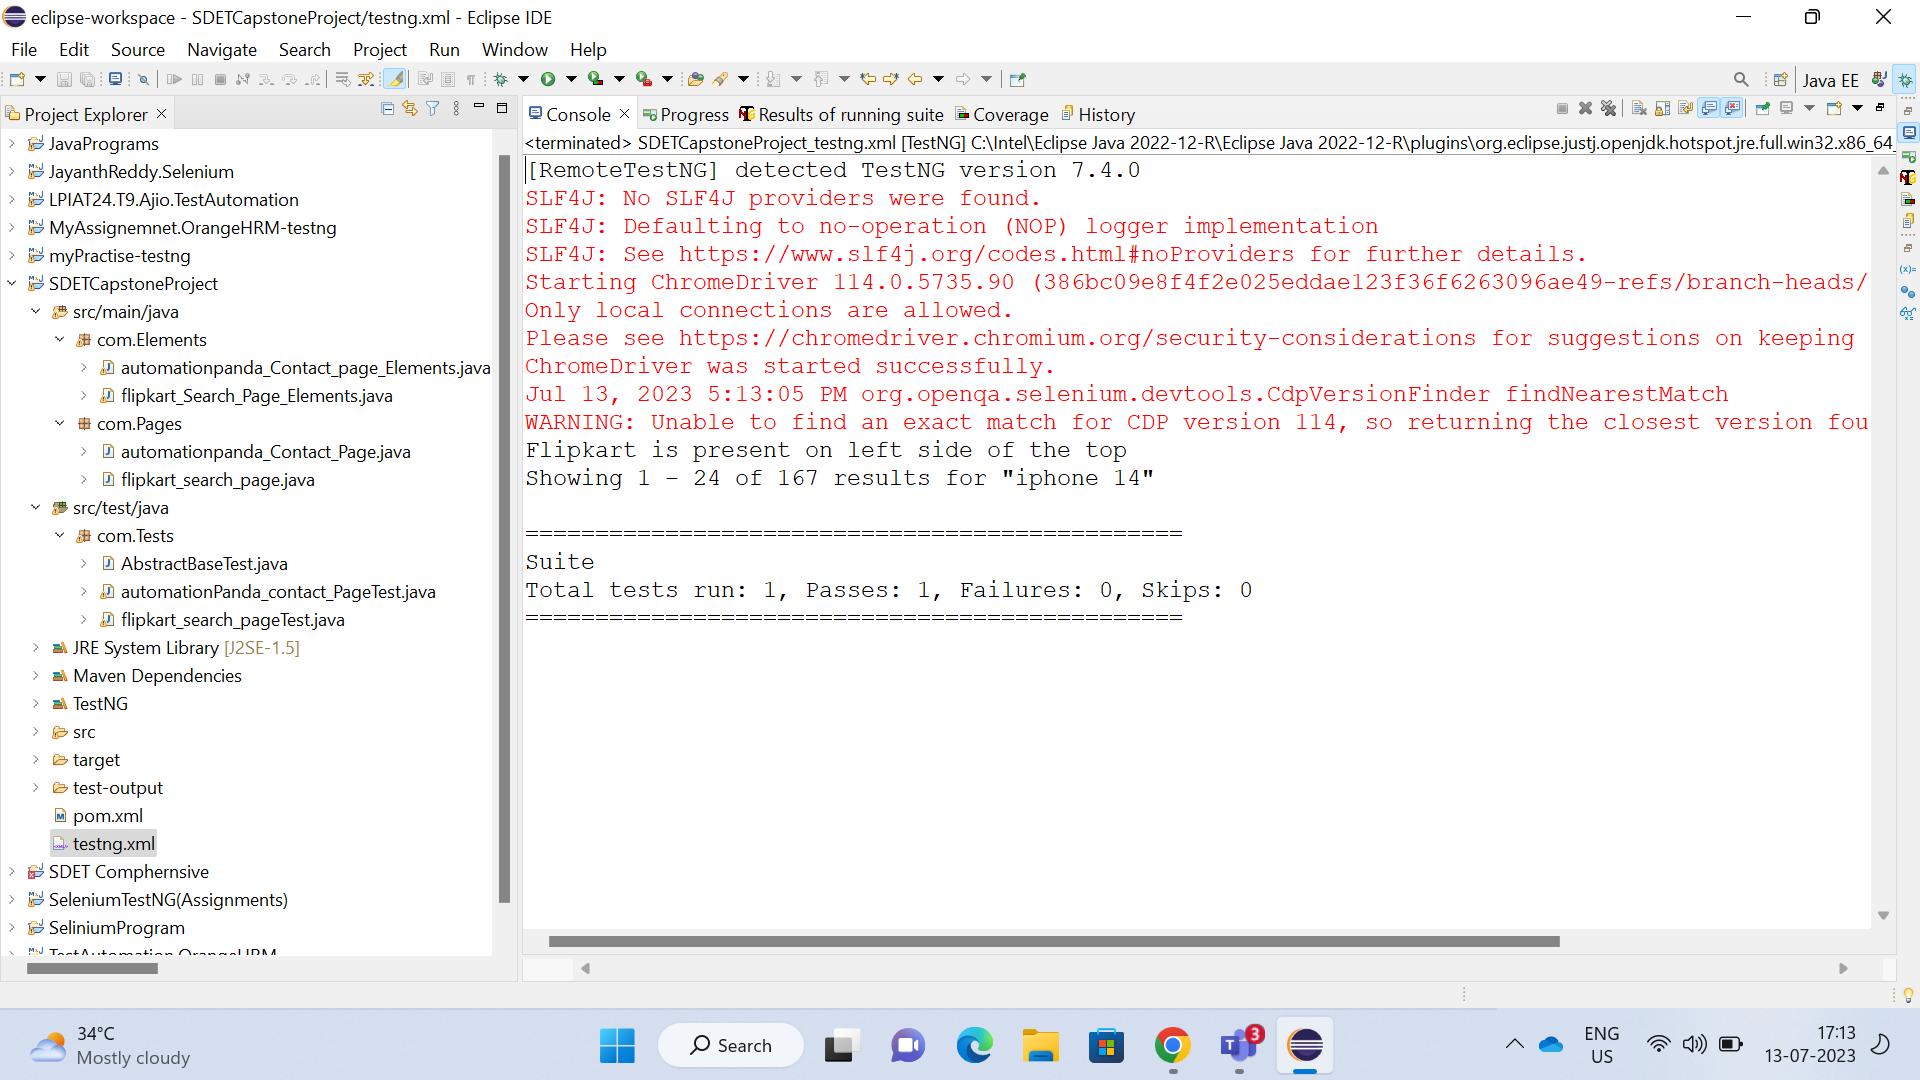 eclipse-workspace - SDETCapstoneProject/testng.xml - Eclipse IDE
File Edit Source Navigate Search Project Run Window Help
Java EE
Project Explorer
JavaPrograms
JayanthReddy.Selenium
LPIAT24.T9.Ajio.TestAutomation
MyAssignemnet.OrangeHRM-testng
myPractise-testng
SDETCapstoneProject
src/main/java
com.Elements
automationpanda_Contact_page_Elements.java
flipkart_Search_Page_Elements.java
com.Pages
automationpanda_Contact_Page.java
flipkart_search_page.java
src/test/java
com.Tests
AbstractBaseTest.java
automationPanda_contact_PageTest.java
flipkart_search_pageTest.java
JRE System Library [J2SE-1.5]
Maven Dependencies
TestNG
src
target
test-output
pom.xml
testng.xml
SDET Comphernsive
SeleniumTestNG(Assignments)
SeliniumProgram
TestAutomation.OrangeHRM
Console Progress Results of running suite Coverage History
<terminated> SDETCapstoneProject_testng.xml [TestNG] C:\Intel\Eclipse Java 2022-12-R\Eclipse Java 2022-12-R\plugins\org.eclipse.justj.openjdk.hotspot.jre.full.win32.x86_64
[RemoteTestNG] detected TestNG version 7.4.0
SLF4J: No SLF4J providers were found.
SLF4J: Defaulting to no-operation (NOP) logger implementation
SLF4J: See https://www.slf4j.org/codes.html#noProviders for further details.
Starting ChromeDriver 114.0.5735.90 (386bc09e8f4f2e025eddae123f36f6263096ae49-refs/branch-heads/
Only local connections are allowed.
Please see https://chromedriver.chromium.org/security-considerations for suggestions on keeping
ChromeDriver was started successfully.
Jul 13, 2023 5:13:05 PM org.openqa.selenium.devtools.CdpVersionFinder findNearestMatch
WARNING: Unable to find an exact match for CDP version 114, so returning the closest version fou
Flipkart is present on left side of the top
Showing 1 – 24 of 167 results for "iphone 14"
===============================================
Suite
Total tests run: 1, Passes: 1, Failures: 0, Skips: 0
===============================================
34°C
Mostly cloudy
Search
3
ENG
US
17:13
13-07-2023